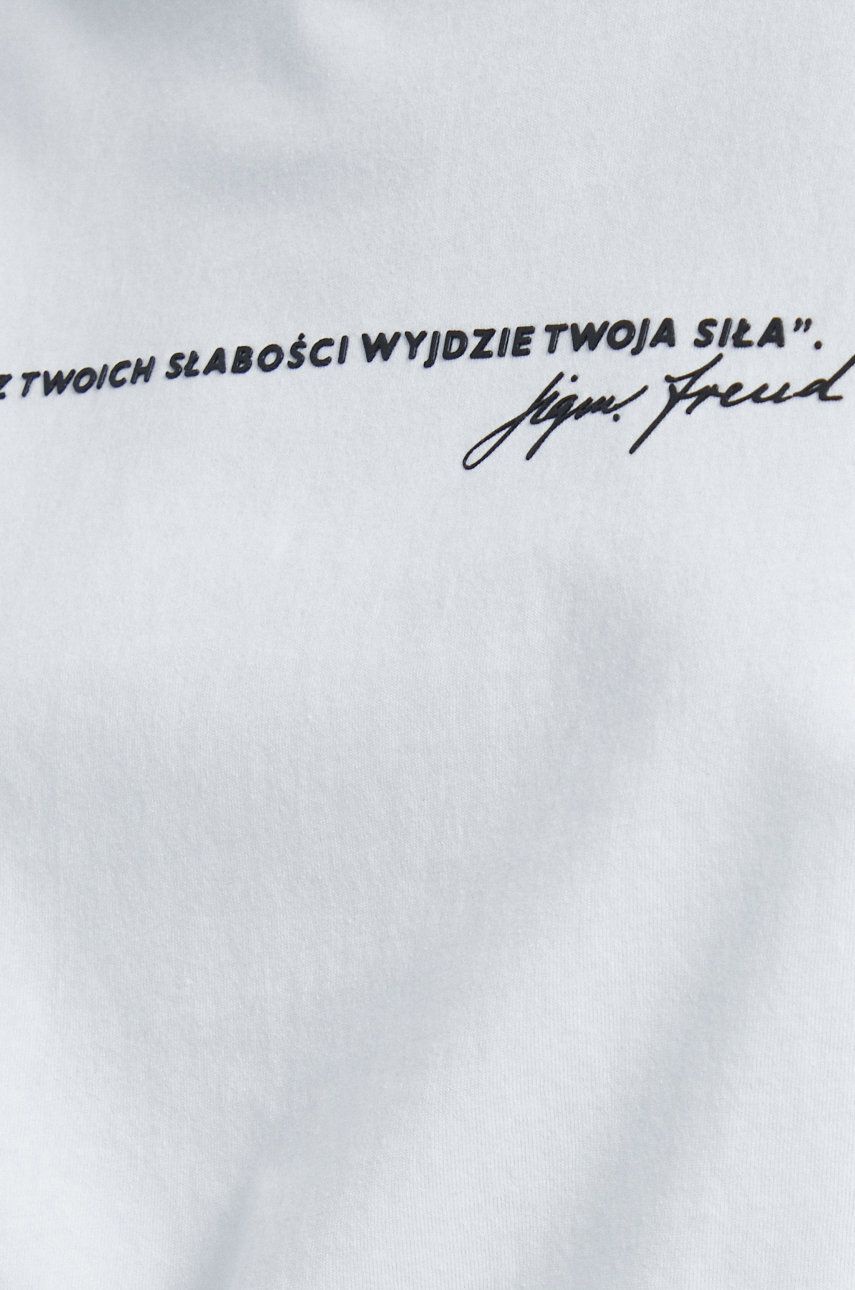 Z TWOICH SŁABOŚCI WYJDZIE TWOJA SIŁA”.
Sigm. Freud